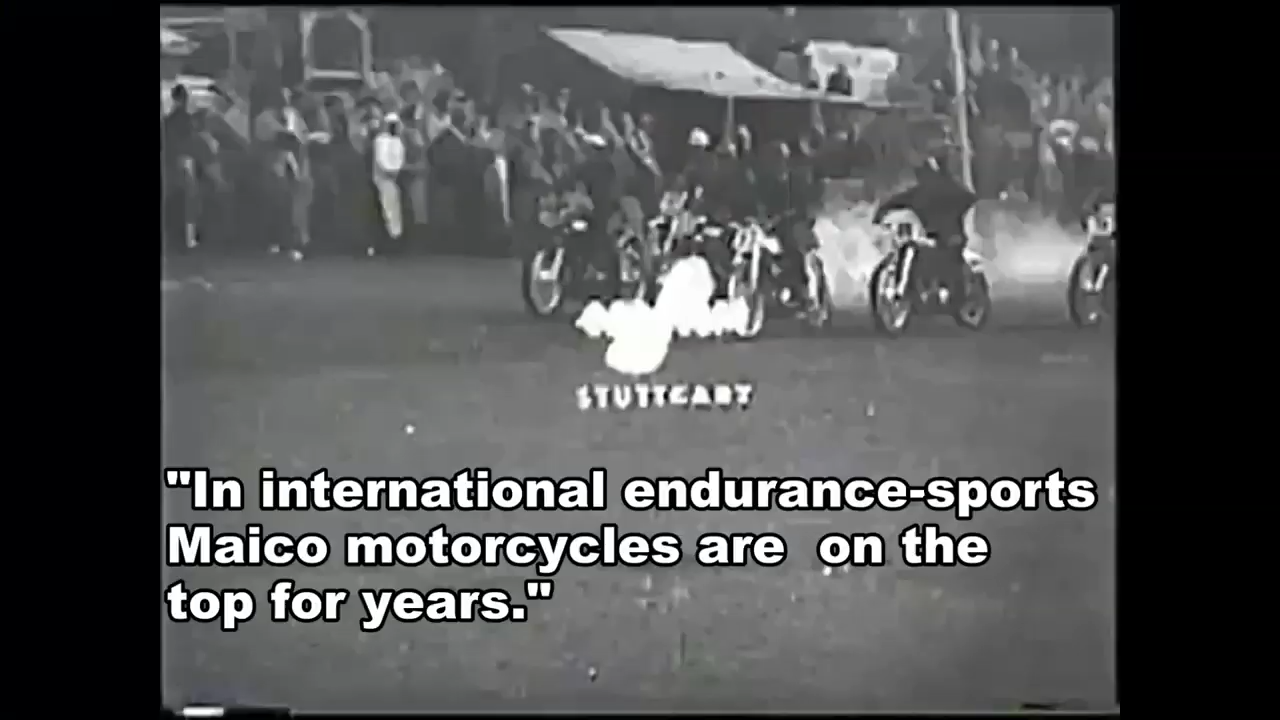 STUTTGART
"In international endurance-sports
Maico motorcycles are  on the
top for years."